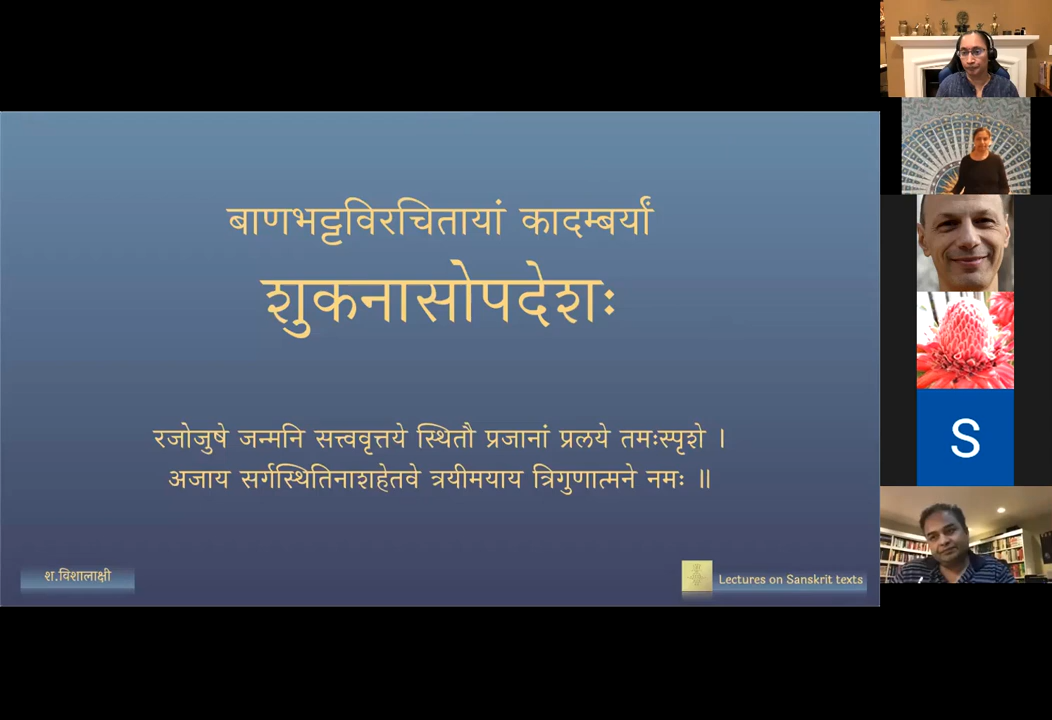 बाणभट्टविरचितायां कादम्बर्यां
शुकनासोपदेशः
रजोजुषे जन्मनि सत्त्ववृत्तये स्थितौ प्रजानां प्रलये तमःस्पृशे ।
अजाय सर्गस्थितिनाशहेतवे त्रयीमयाय त्रिगुणात्मने नमः ॥
श.विशालाक्षी
Lectures on Sanskrit texts
S